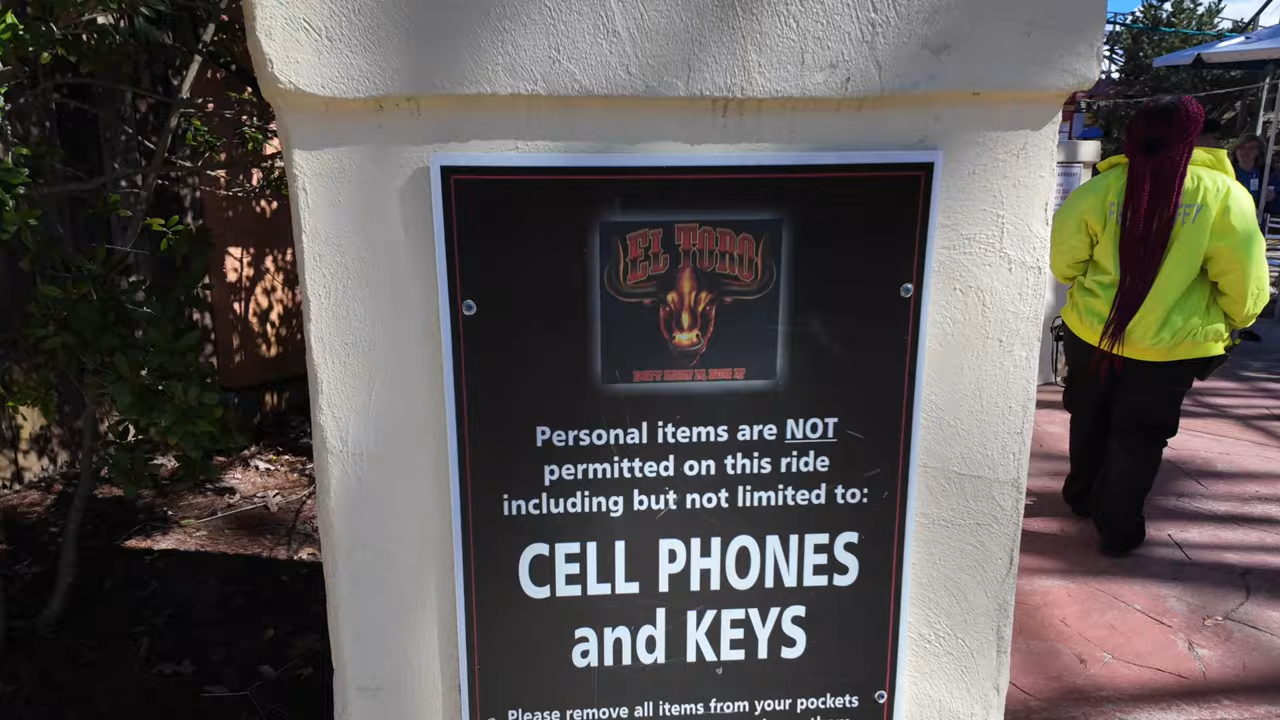 EL TORO
Personal items are NOT
permitted on this ride
including but not limited to:
CELL PHONES
and KEYS
Please remove all items from your pockets